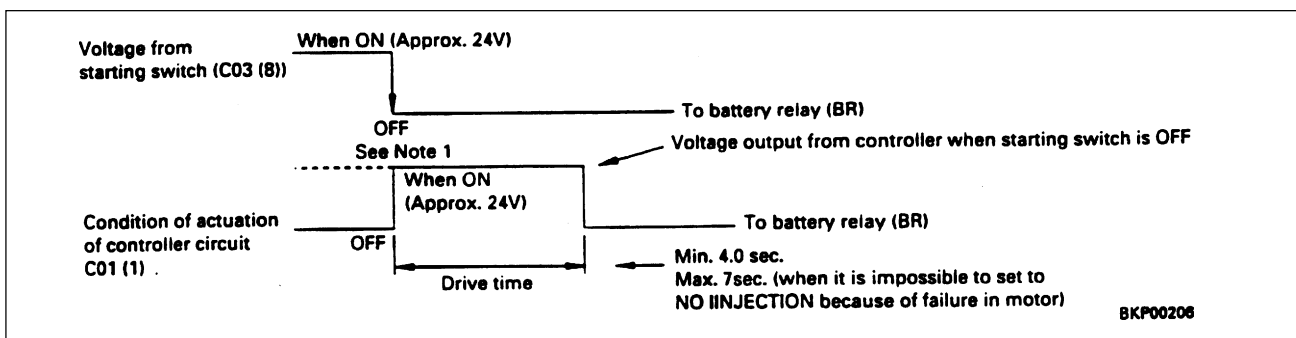 Voltage from
starting switch (C03 (8))
When ON (Approx. 24V)
OFF
To battery relay (BR)
See Note 1
Voltage output from controller when starting switch is OFF
When ON
(Approx. 24V)
Condition of actuation
of controller circuit
C01 (1) .
OFF
To battery relay (BR)
Drive time
Min. 4.0 sec.
Max. 7sec. (when it is impossible to set to
NO IINJECTION because of failure in motor)
BKP00206